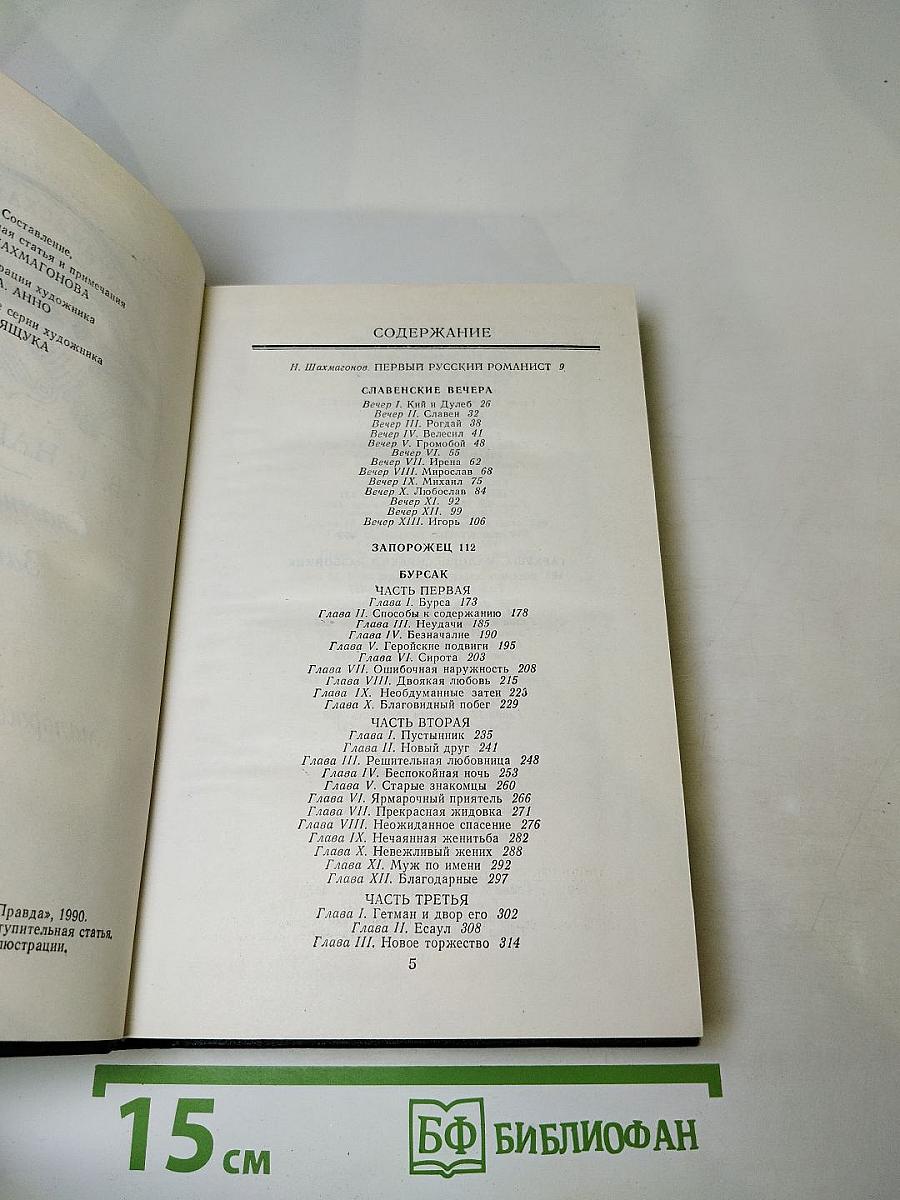 Составление,
статья и примечания
ШАХМАГОНОВА
художника
А. АННО
серии художника
ЯЩУКА
Правда», 1990.
статья.
СОДЕРЖАНИЕ
Н. Шахмагонов. ПЕРВЫЙ РУССКИЙ РОМАНИСТ 9
СЛАВЕНСКИЕ ВЕЧЕРА
Вечер I. Кий и Дулеб 26
Вечер II. Славен 32
Вечер III. Рогдай 38
Вечер IV. Велесил 41
Вечер V. Громобой 48
Вечер VI. 55
Вечер VII. Ирена 62
Вечер VIII. Мирослав 68
Вечер IX. Михаил 75
Вечер X. Любослав 84
Вечер XI. 92
Вечер XII. 99
Вечер XIII. Игорь 106
ЗАПОРОЖЕЦ 112
БУРСАК
ЧАСТЬ ПЕРВАЯ
Глава I. Бурса 173
Глава II. Способы к содержанию 178
Глава III. Неудачи 185
Глава IV. Безначалие 190
Глава V. Геройские подвиги 195
Глава VI. Сирота 203
Глава VII. Ошибочная наружность 208
Глава VIII. Двоякая любовь 215
Глава IX. Необдуманные затеи 223
Глава X. Благовидный побег 229
ЧАСТЬ ВТОРАЯ
Глава I. Пустынник 235
Глава II. Новый друг 241
Глава III. Решительная любовница 248
Глава IV. Беспокойная ночь 253
Глава V. Старые знакомцы 260
Глава VI. Ярмарочный приятель 266
Глава VII. Прекрасная жидовка 271
Глава VIII. Неожиданное спасение 276
Глава IX. Нечаянная женитьба 282
Глава X. Невежливый жених 288
Глава XI. Муж по имени 292
Глава XII. Благодарные 297
ЧАСТЬ ТРЕТЬЯ
Глава I. Гетман и двор его 302
Глава II. Есаул 308
Глава III. Новое торжество 314
5
15 см
БФ БИБЛИОФАН